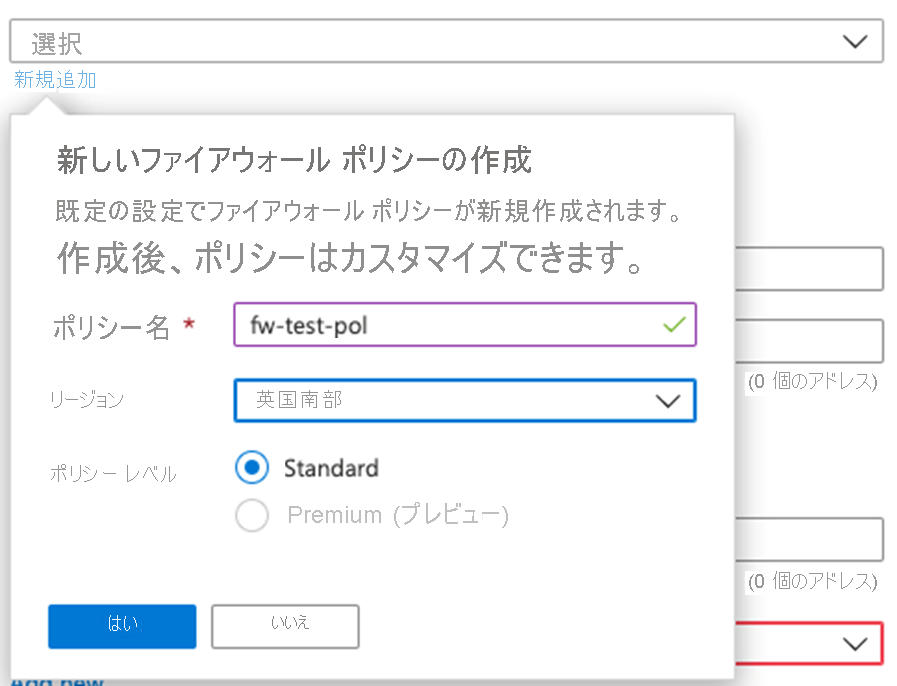 選択
新規追加
新しいファイアウォール ポリシーの作成
既定の設定でファイアウォール ポリシーが新規作成されます。
作成後、ポリシーはカスタマイズできます。
ポリシー名 * fw-test-pol
(0 個のアドレス)
リージョン 英国南部
ポリシー レベル Standard
Premium (プレビュー)
(0 個のアドレス)
はい いいえ
Add new